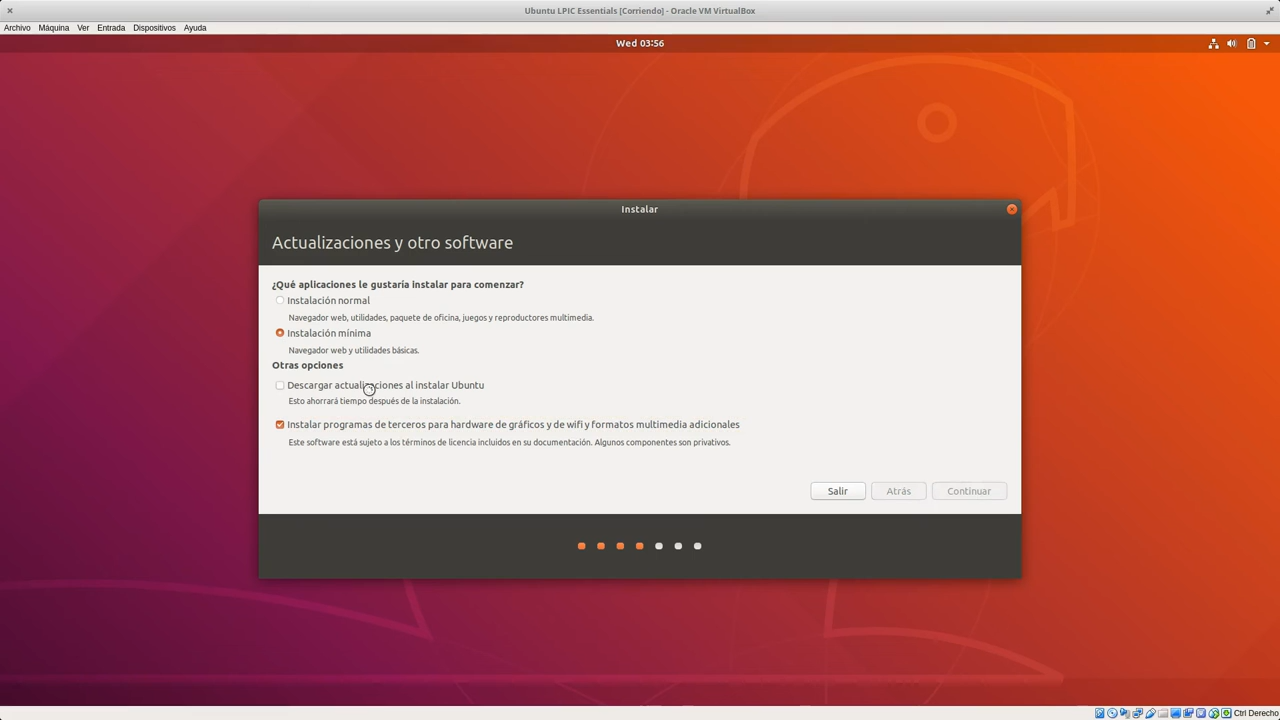 Ubuntu LPIC Essentials [Corriendo] - Oracle VM VirtualBox
Archivo Máquina Ver Entrada Dispositivos Ayuda
Wed 03:56
Instalar
Actualizaciones y otro software
¿Qué aplicaciones le gustaría instalar para comenzar?
Instalación normal
Navegador web, utilidades, paquete de oficina, juegos y reproductores multimedia.
Instalación mínima
Navegador web y utilidades básicas.
Otras opciones
Descargar actualizaciones al instalar Ubuntu
Esto ahorrará tiempo después de la instalación.
Instalar programas de terceros para hardware de gráficos y de wifi y formatos multimedia adicionales
Este software está sujeto a los términos de licencia incluidos en su documentación. Algunos componentes son privativos.
Salir Atrás Continuar
Ctrl Derecho